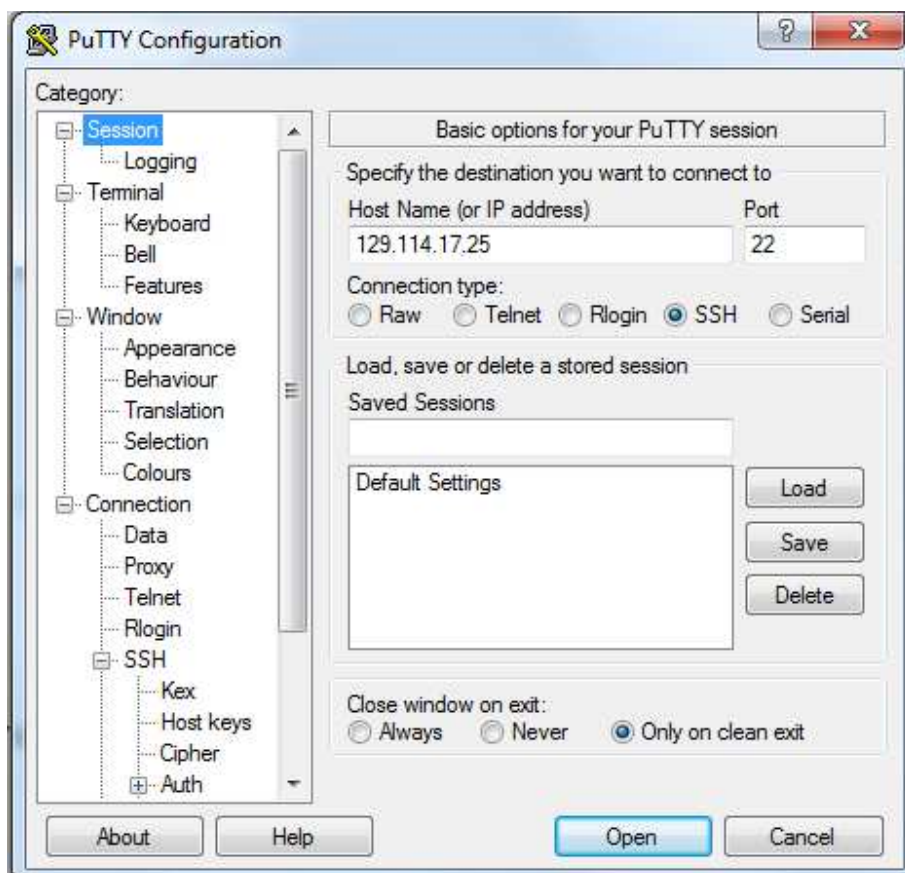 PuTTY Configuration
Category:
Session
Logging
Terminal
Keyboard
Bell
Features
Window
Appearance
Behaviour
Translation
Selection
Colours
Connection
Data
Proxy
Telnet
Rlogin
SSH
Kex
Host keys
Cipher
Auth
Basic options for your PuTTY session
Specify the destination you want to connect to
Host Name (or IP address) Port
129.114.17.25 22
Connection type:
Raw Telnet Rlogin SSH Serial
Load, save or delete a stored session
Saved Sessions
Default Settings
Load
Save
Delete
Close window on exit:
Always Never Only on clean exit
About Help Open Cancel